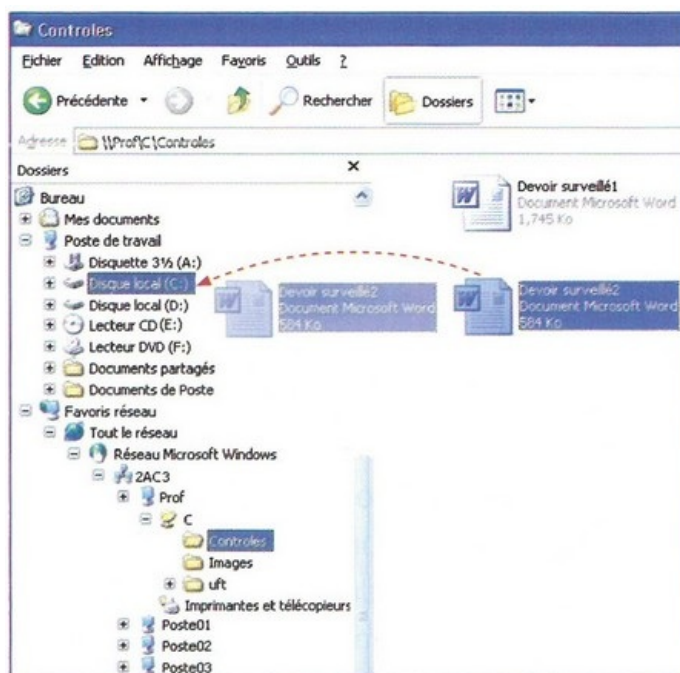 Controles
Fichier Edition Affichage Favoris Outils ?
Précédente Rechercher Dossiers
Adresse \\Prof\C\Controles
Dossiers X
Bureau
Mes documents
Poste de travail
Disquette 3½ (A:)
Disque local (C:)
Disque local (D:)
Lecteur CD (E:)
Lecteur DVD (F:)
Documents partagés
Documents de Poste
Favoris réseau
Tout le réseau
Réseau Microsoft Windows
2AC3
Prof
C
Controles
Images
uft
Imprimantes et télécopieurs
Poste01
Poste02
Poste03
Devoir surveillé1
Document Microsoft Word
1,745 Ko
Devoir surveillé2
Document Microsoft Word
584 Ko
Devoir surveillé2
Document Microsoft Word
584 Ko